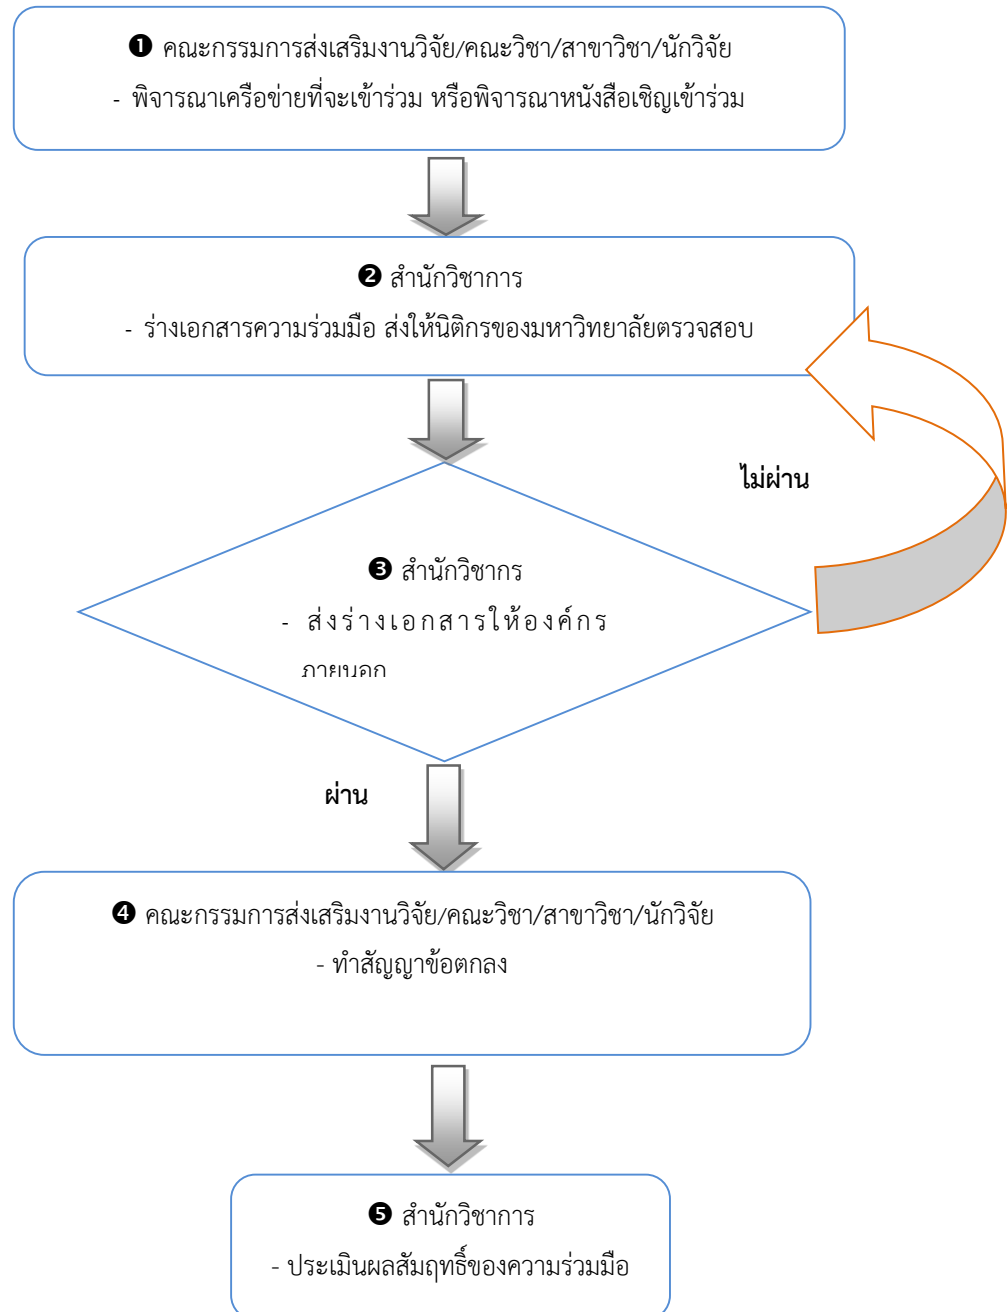 ❶ คณะกรรมการส่งเสริมงานวิจัย/คณะวิชา/สาขาวิชา/นักวิจัย
- พิจารณาเครือข่ายที่จะเข้าร่วม หรือพิจารณาหนังสือเชิญเข้าร่วม
❷ สำนักวิชาการ
- ร่างเอกสารความร่วมมือ ส่งให้นิติกรของมหาวิทยาลัยตรวจสอบ
ไม่ผ่าน
❸ สำนักวิชากร
- ส่งร่างเอกสารให้องค์กร
ภายนอก
ผ่าน
❹ คณะกรรมการส่งเสริมงานวิจัย/คณะวิชา/สาขาวิชา/นักวิจัย
- ทำสัญญาข้อตกลง
❺ สำนักวิชาการ
- ประเมินผลสัมฤทธิ์ของความร่วมมือ